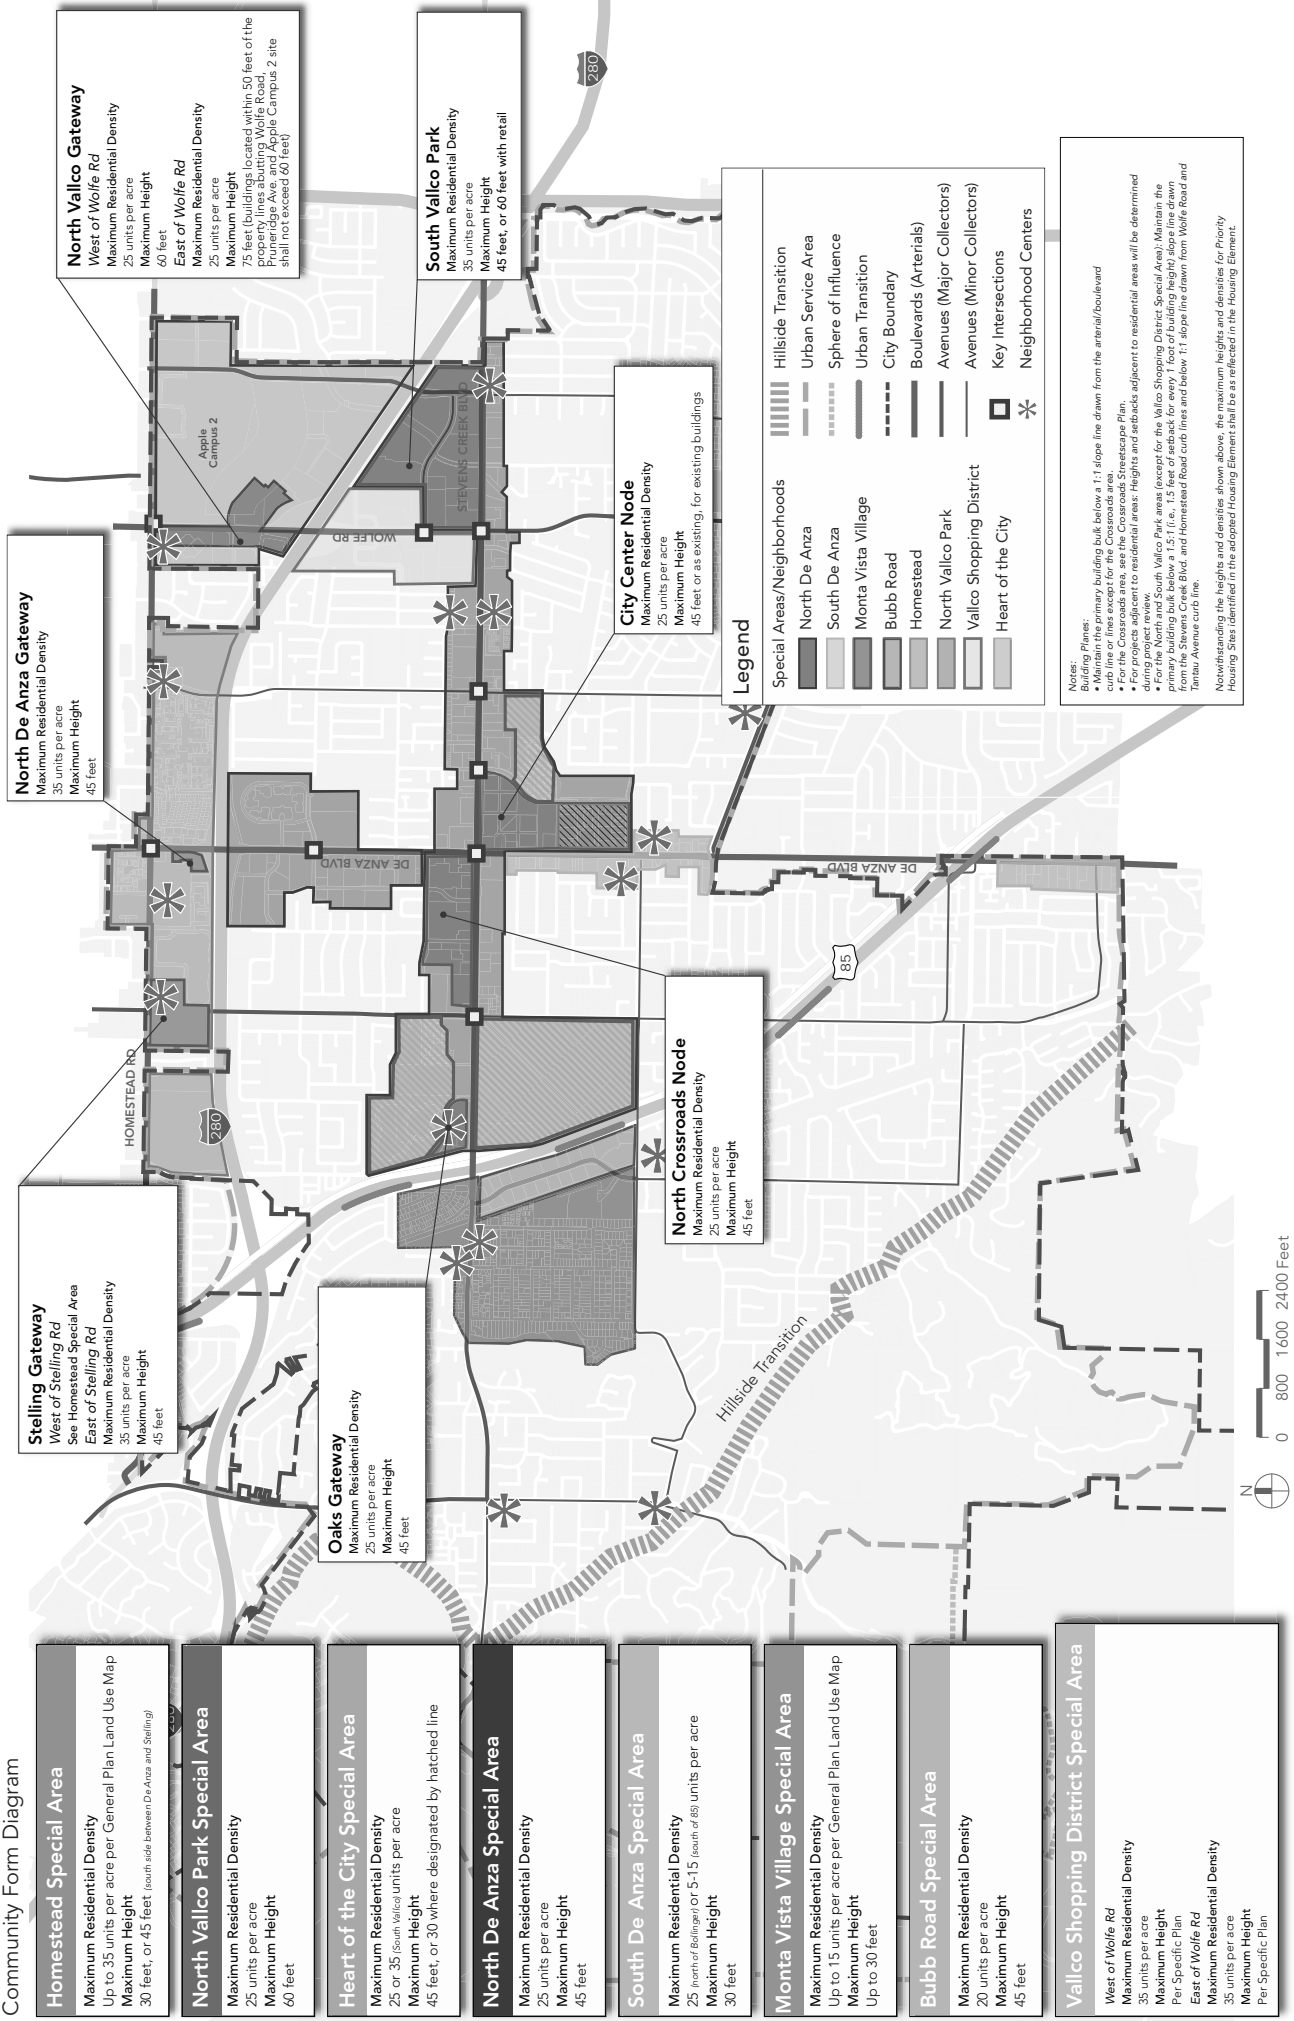 Community Form Diagram
Homestead Special Area
Maximum Residential Density
Up to 35 units per acre per General Plan Land Use Map
Maximum Height
30 feet, or 45 feet (south side between De Anza and Stelling)
North Vallco Park Special Area
Maximum Residential Density
25 units per acre
Maximum Height
60 feet
Heart of the City Special Area
Maximum Residential Density
25 or 35 (South Vallco) units per acre
Maximum Height
45 feet, or 30 where designated by hatched line
North De Anza Special Area
Maximum Residential Density
25 units per acre
Maximum Height
45 feet
South De Anza Special Area
Maximum Residential Density
25 (north of Bollinger) or 5-15 (south of 85) units per acre
Maximum Height
30 feet
Monta Vista Village Special Area
Maximum Residential Density
Up to 15 units per acre per General Plan Land Use Map
Maximum Height
Up to 30 feet
Bubb Road Special Area
Maximum Residential Density
20 units per acre
Maximum Height
45 feet
Vallco Shopping District Special Area
West of Wolfe Rd
Maximum Residential Density
35 units per acre
Maximum Height
Per Specific Plan
East of Wolfe Rd
Maximum Residential Density
35 units per acre
Maximum Height
Per Specific Plan
Stelling Gateway
West of Stelling Rd
See Homestead Special Area
East of Stelling Rd
Maximum Residential Density
35 units per acre
Maximum Height
45 feet
Oaks Gateway
Maximum Residential Density
25 units per acre
Maximum Height
45 feet
North Crossroads Node
Maximum Residential Density
25 units per acre
Maximum Height
45 feet
North De Anza Gateway
Maximum Residential Density
35 units per acre
Maximum Height
45 feet
City Center Node
Maximum Residential Density
25 units per acre
Maximum Height
45 feet or as existing, for existing buildings
North Vallco Gateway
West of Wolfe Rd
Maximum Residential Density
25 units per acre
Maximum Height
60 feet
East of Wolfe Rd
Maximum Residential Density
25 units per acre
Maximum Height
75 feet (buildings located within 50 feet of the
property lines abutting Wolfe Road,
Pruneridge Ave. and Apple Campus 2 site
shall not exceed 60 feet)
South Vallco Park
Maximum Residential Density
35 units per acre
Maximum Height
45 feet, or 60 feet with retail
HOMESTEAD RD
280
280
280
85
DE ANZA BLVD
DE ANZA BLVD
WOLFE RD
STEVENS CREEK BLVD
Apple
Campus 2
Hillside Transition
Legend
Special Areas/Neighborhoods
North De Anza
South De Anza
Monta Vista Village
Bubb Road
Homestead
North Vallco Park
Vallco Shopping District
Heart of the City
Hillside Transition
Urban Service Area
Sphere of Influence
Urban Transition
City Boundary
Boulevards (Arterials)
Avenues (Major Collectors)
Avenues (Minor Collectors)
Key Intersections
Neighborhood Centers
Notes:
Building Planes:
• Maintain the primary building bulk below a 1:1 slope line drawn from the arterial/boulevard
curb line or lines except for the Crossroads area.
• For the Crossroads area, see the Crossroads Streetscape Plan.
• For projects adjacent to residential areas: Heights and setbacks adjacent to residential areas will be determined
during project review.
• For the North and South Vallco Park areas (except for the Vallco Shopping District Special Area): Maintain the
primary building bulk below a 1.5:1 (i.e., 1.5 feet of setback for every 1 foot of building height) slope line drawn
from the Stevens Creek Blvd. and Homestead Road curb lines and below 1:1 slope line drawn from Wolfe Road and
Tantau Avenue curb line.
Notwithstanding the heights and densities shown above, the maximum heights and densities for Priority
Housing Sites identified in the adopted Housing Element shall be as reflected in the Housing Element.
N
0 800 1600 2400 Feet